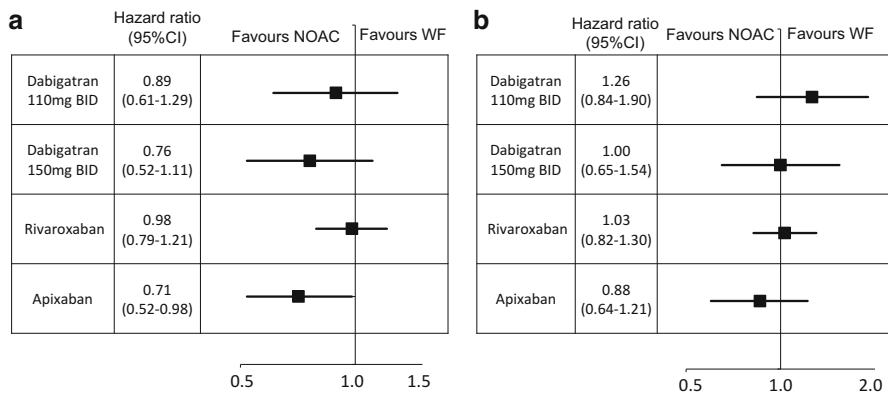 a
Hazard ratio
(95%CI)
Favours NOAC
Favours WF
Dabigatran
110mg BID
0.89
(0.61-1.29)
Dabigatran
150mg BID
0.76
(0.52-1.11)
Rivaroxaban
0.98
(0.79-1.21)
Apixaban
0.71
(0.52-0.98)
0.5
1.0
1.5
b
Hazard ratio
(95%CI)
Favours NOAC
Favours WF
Dabigatran
110mg BID
1.26
(0.84-1.90)
Dabigatran
150mg BID
1.00
(0.65-1.54)
Rivaroxaban
1.03
(0.82-1.30)
Apixaban
0.88
(0.64-1.21)
0.5
1.0
2.0